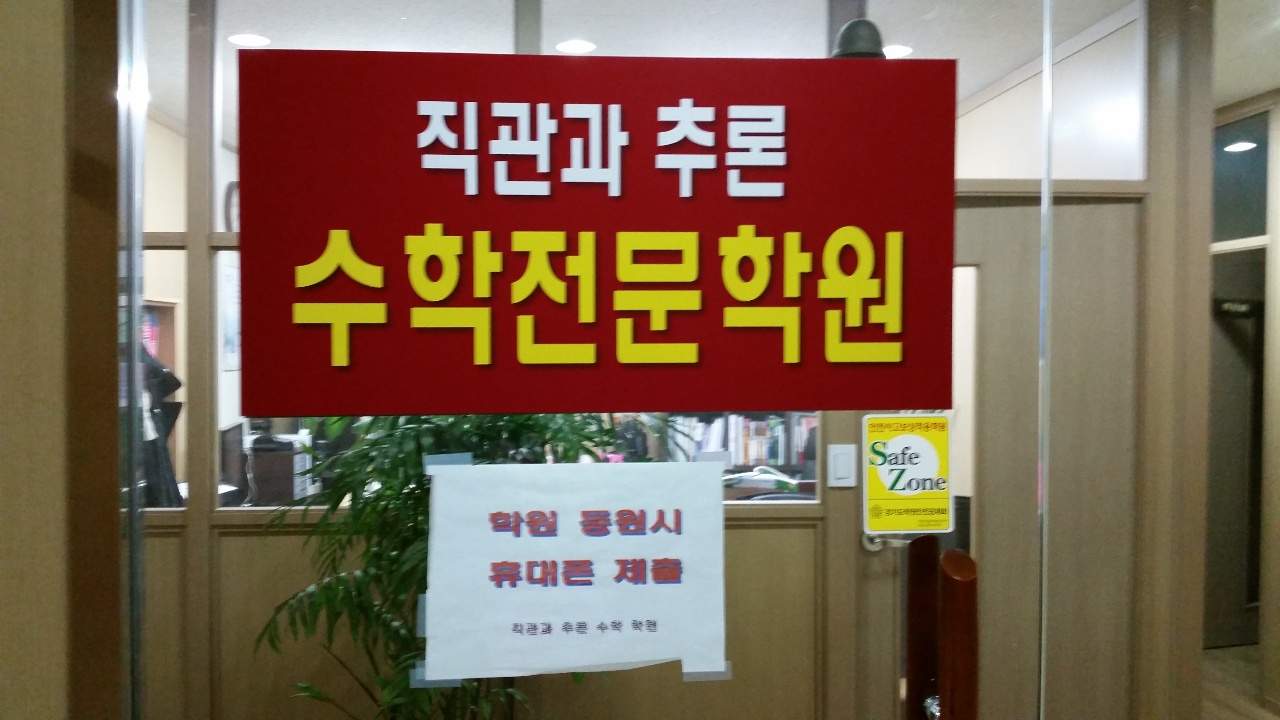 직관과 추론
수학전문학원
학원 등원시
휴대폰 제출
직관과 추론 수학 학원
Safe
Zone